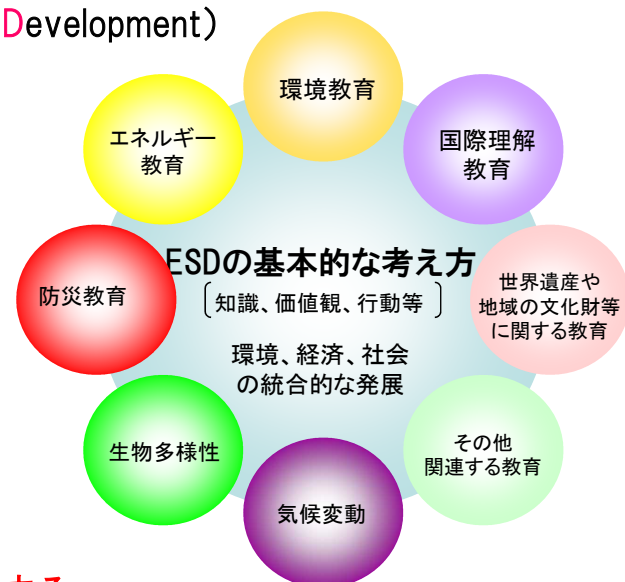 Development)
環境教育
エネルギー
教育
国際理解
教育
ESDの基本的な考え方
〔知識、価値観、行動等 〕
環境、経済、社会
の統合的な発展
防災教育
世界遺産や
地域の文化財等
に関する教育
生物多様性
その他
関連する教育
気候変動